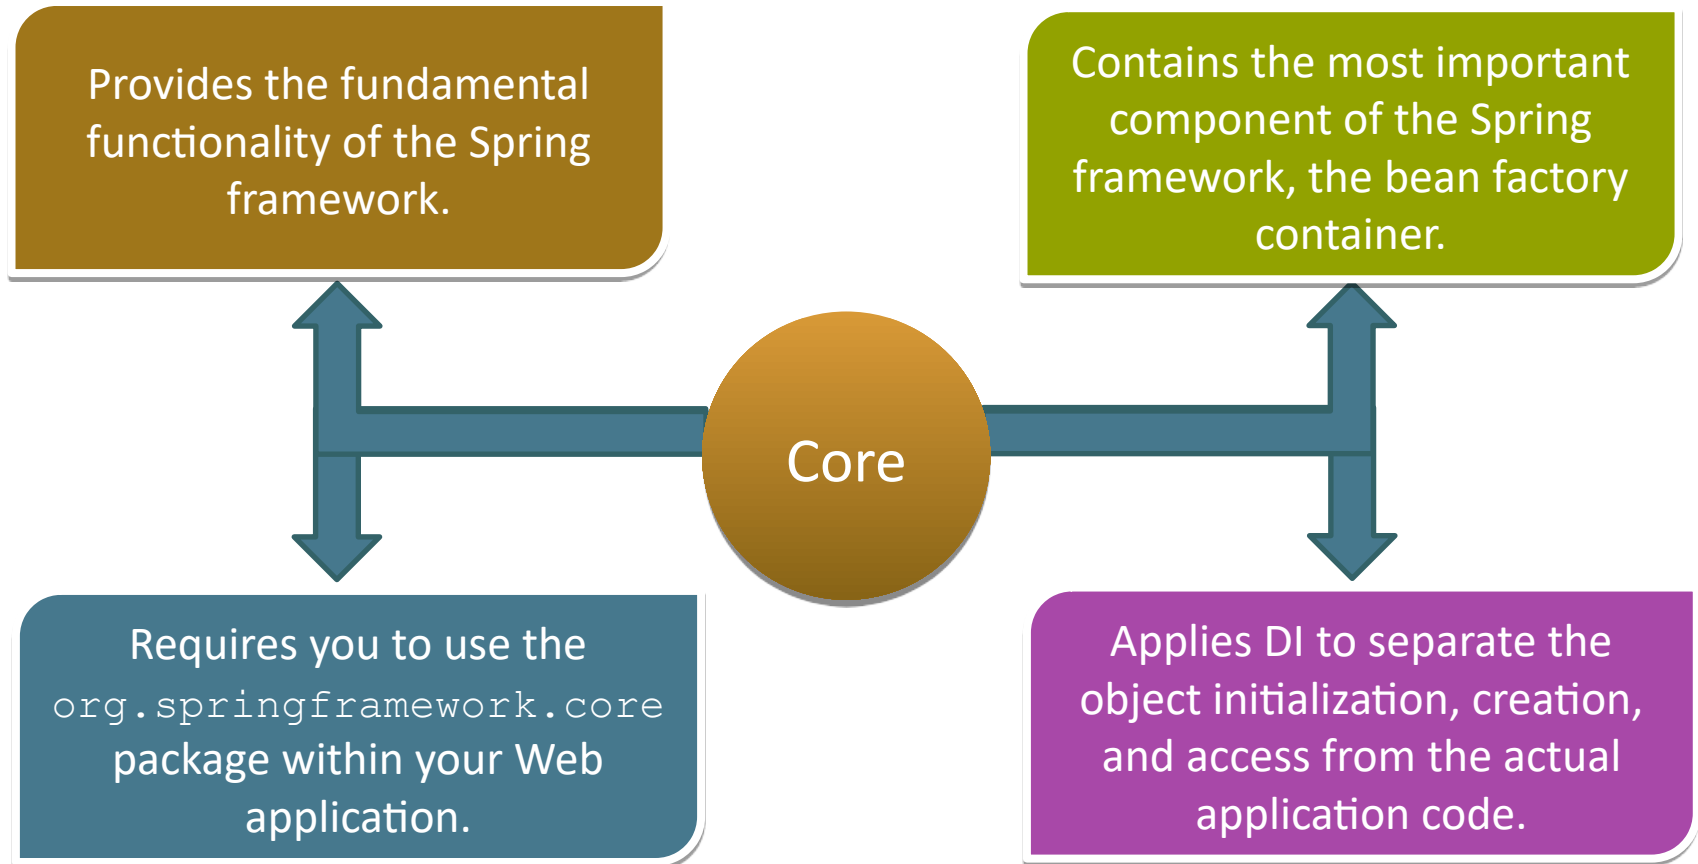 Provides the fundamental
functionality of the Spring
framework.
Contains the most important
component of the Spring
framework, the bean factory
container.
Core
Requires you to use the
org.springframework.core
package within your Web
application.
Applies DI to separate the
object initialization, creation,
and access from the actual
application code.